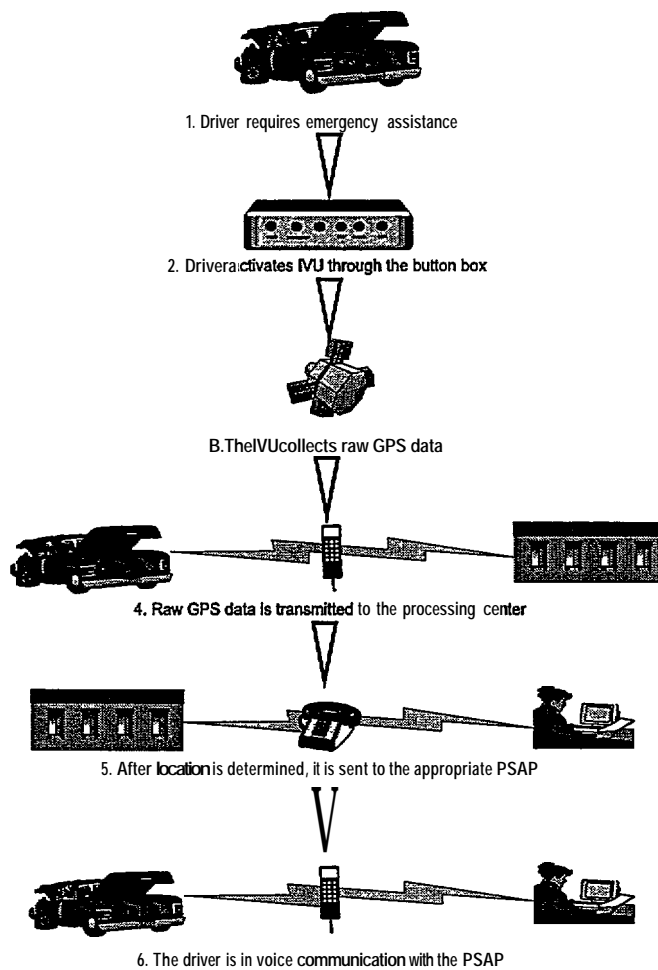 1. Driver requires emergency assistance
2. Driveractivates IVU through the button box
B.TheIVUcollects raw GPS data
4. Raw GPS data is transmitted to the processing center
5. After location is determined, it is sent to the appropriate PSAP
6. The driver is in voice communication with the PSAP